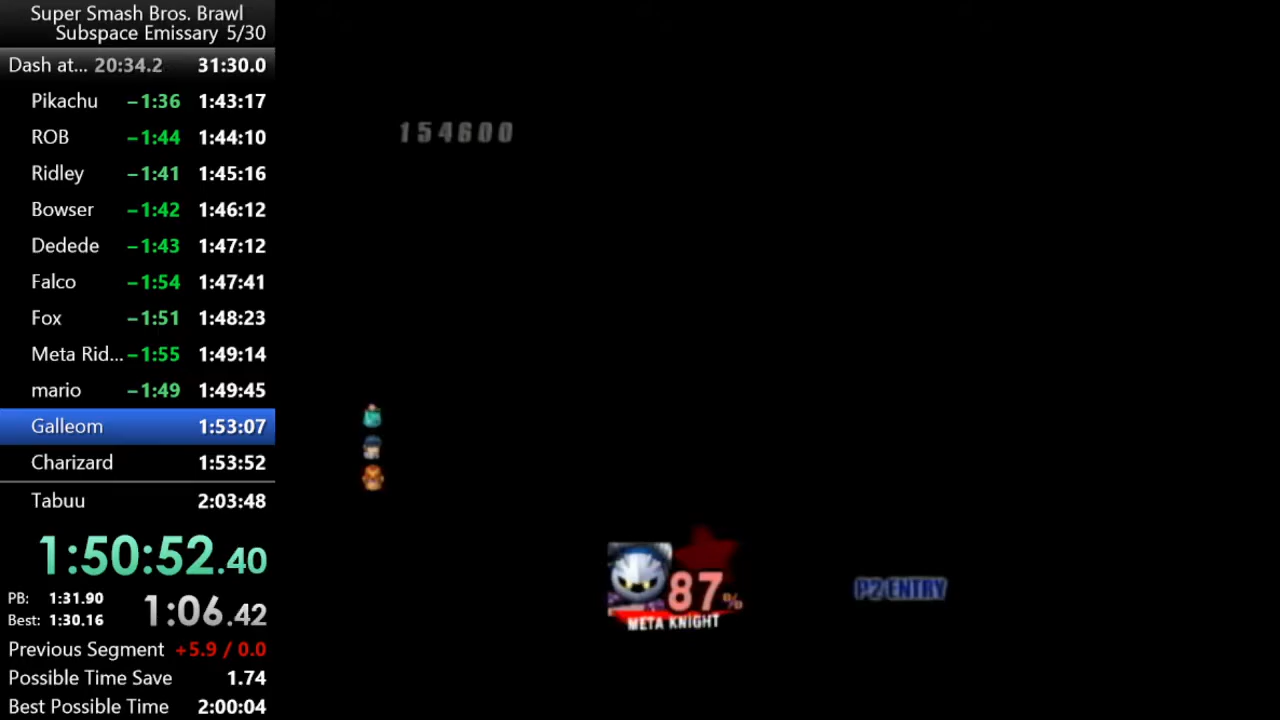 Super Smash Bros. Brawl
Subspace Emissary 5/30
Dash at... 20:34.2 31:30.0
Pikachu −1:36 1:43:17
ROB −1:44 1:44:10
Ridley −1:41 1:45:16
Bowser −1:42 1:46:12
Dedede −1:43 1:47:12
Falco −1:54 1:47:41
Fox −1:51 1:48:23
Meta Rid... −1:55 1:49:14
mario −1:49 1:49:45
Galleom 1:53:07
Charizard 1:53:52
Tabuu 2:03:48
1:50:52.40
PB: 1:31.90
Best: 1:30.16
1:06.42
Previous Segment +5.9 / 0.0
Possible Time Save 1.74
Best Possible Time 2:00:04
154600
87%
META KNIGHT
P2 ENTRY